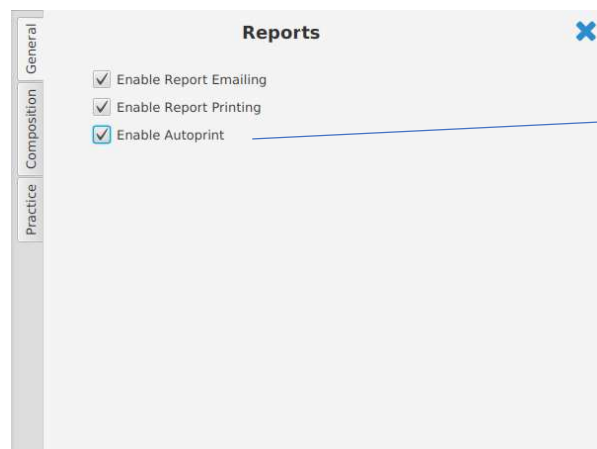 Reports
General
Composition
Practice
Enable Report Emailing
Enable Report Printing
Enable Autoprint